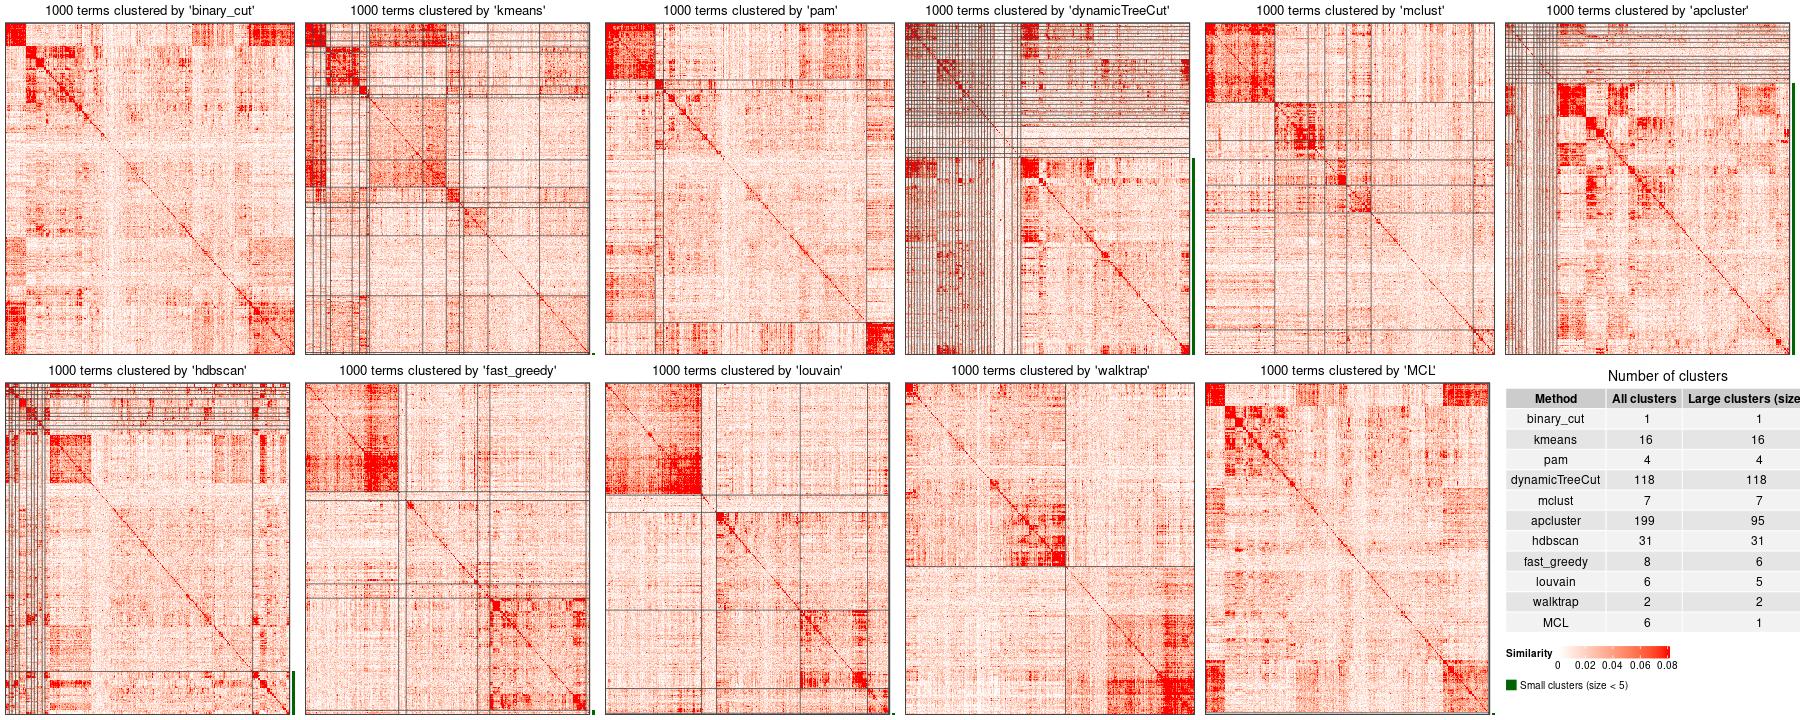 1000 terms clustered by 'binary_cut'
1000 terms clustered by 'kmeans'
1000 terms clustered by 'pam'
1000 terms clustered by 'dynamicTreeCut'
1000 terms clustered by 'mclust'
1000 terms clustered by 'apcluster'
1000 terms clustered by 'hdbscan'
1000 terms clustered by 'fast_greedy'
1000 terms clustered by 'louvain'
1000 terms clustered by 'walktrap'
1000 terms clustered by 'MCL'
Number of clusters
Method All clusters Large clusters (size
binary_cut 1 1
kmeans 16 16
pam 4 4
dynamicTreeCut 118 118
mclust 7 7
apcluster 199 95
hdbscan 31 31
fast_greedy 8 6
louvain 6 5
walktrap 2 2
MCL 6 1
Similarity
0 0.02 0.04 0.06 0.08
Small clusters (size < 5)